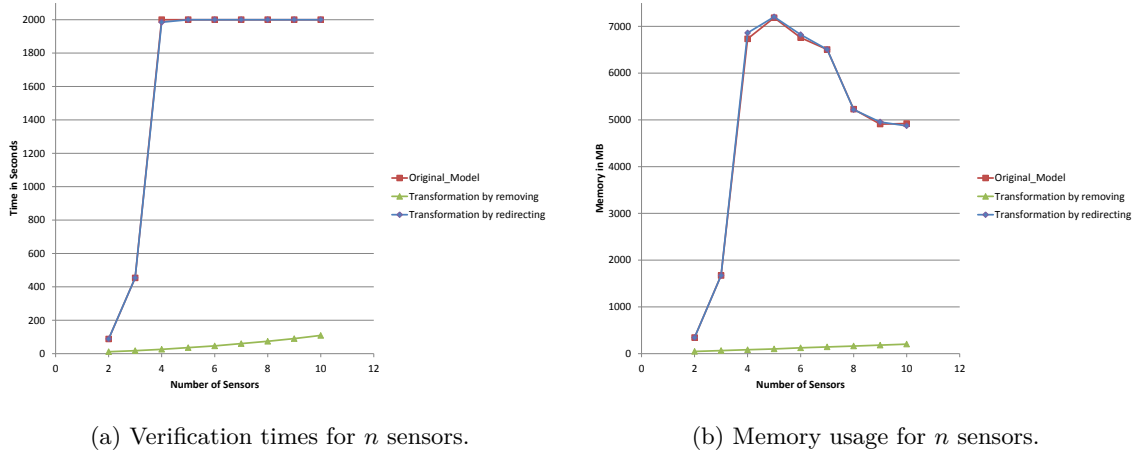 2000
1800
1600
1400
1200
1000
800
600
400
200
0
Time in Seconds
0 2 4 6 8 10 12
Number of Sensors
Original_Model
Transformation by removing
Transformation by redirecting
(a) Verification times for n sensors.
7000
6000
5000
4000
3000
2000
1000
0
Memory in MB
0 2 4 6 8 10 12
Number of Sensors
Original_Model
Transformation by removing
Transformation by redirecting
(b) Memory usage for n sensors.